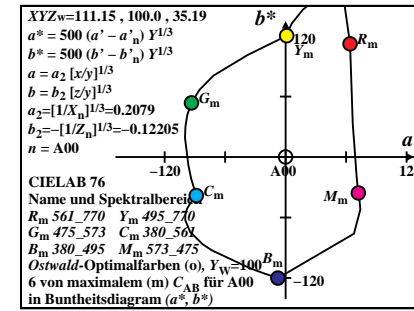 XYZw=111.15 , 100.0 , 35.19
a* = 500 (a' - a'n) Y1/3
b* = 500 (b' - b'n) Y1/3
a = a2 [x/y]1/3
b = b2 [z/y]1/3
a2=[1/Xn]1/3=0.2079
b2=-[1/Zn]1/3=-0.12205
n = A00
b*
120
Ym
Rm
Gm
a
-120
A00
12
CIELAB 76
Name und Spektralbereich
Rm 561_770 Ym 495_770
Gm 475_573 Cm 380_561
Bm 380_495 Mm 573_475
Ostwald-Optimalfarben (o), YW=100
6 von maximalem (m) CAB für A00
in Buntheitsdiagram (a*, b*)
Cm
Mm
Bm
-120